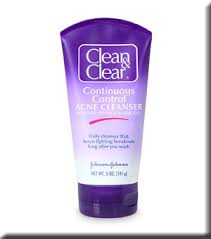 Clean&
Clear®
Continuous
Control
ACNE CLEANSER
Daily cleanser that
keeps fighting breakouts
long after you wash
Johnson&Johnson
NET WT. 5 OZ. (141g)